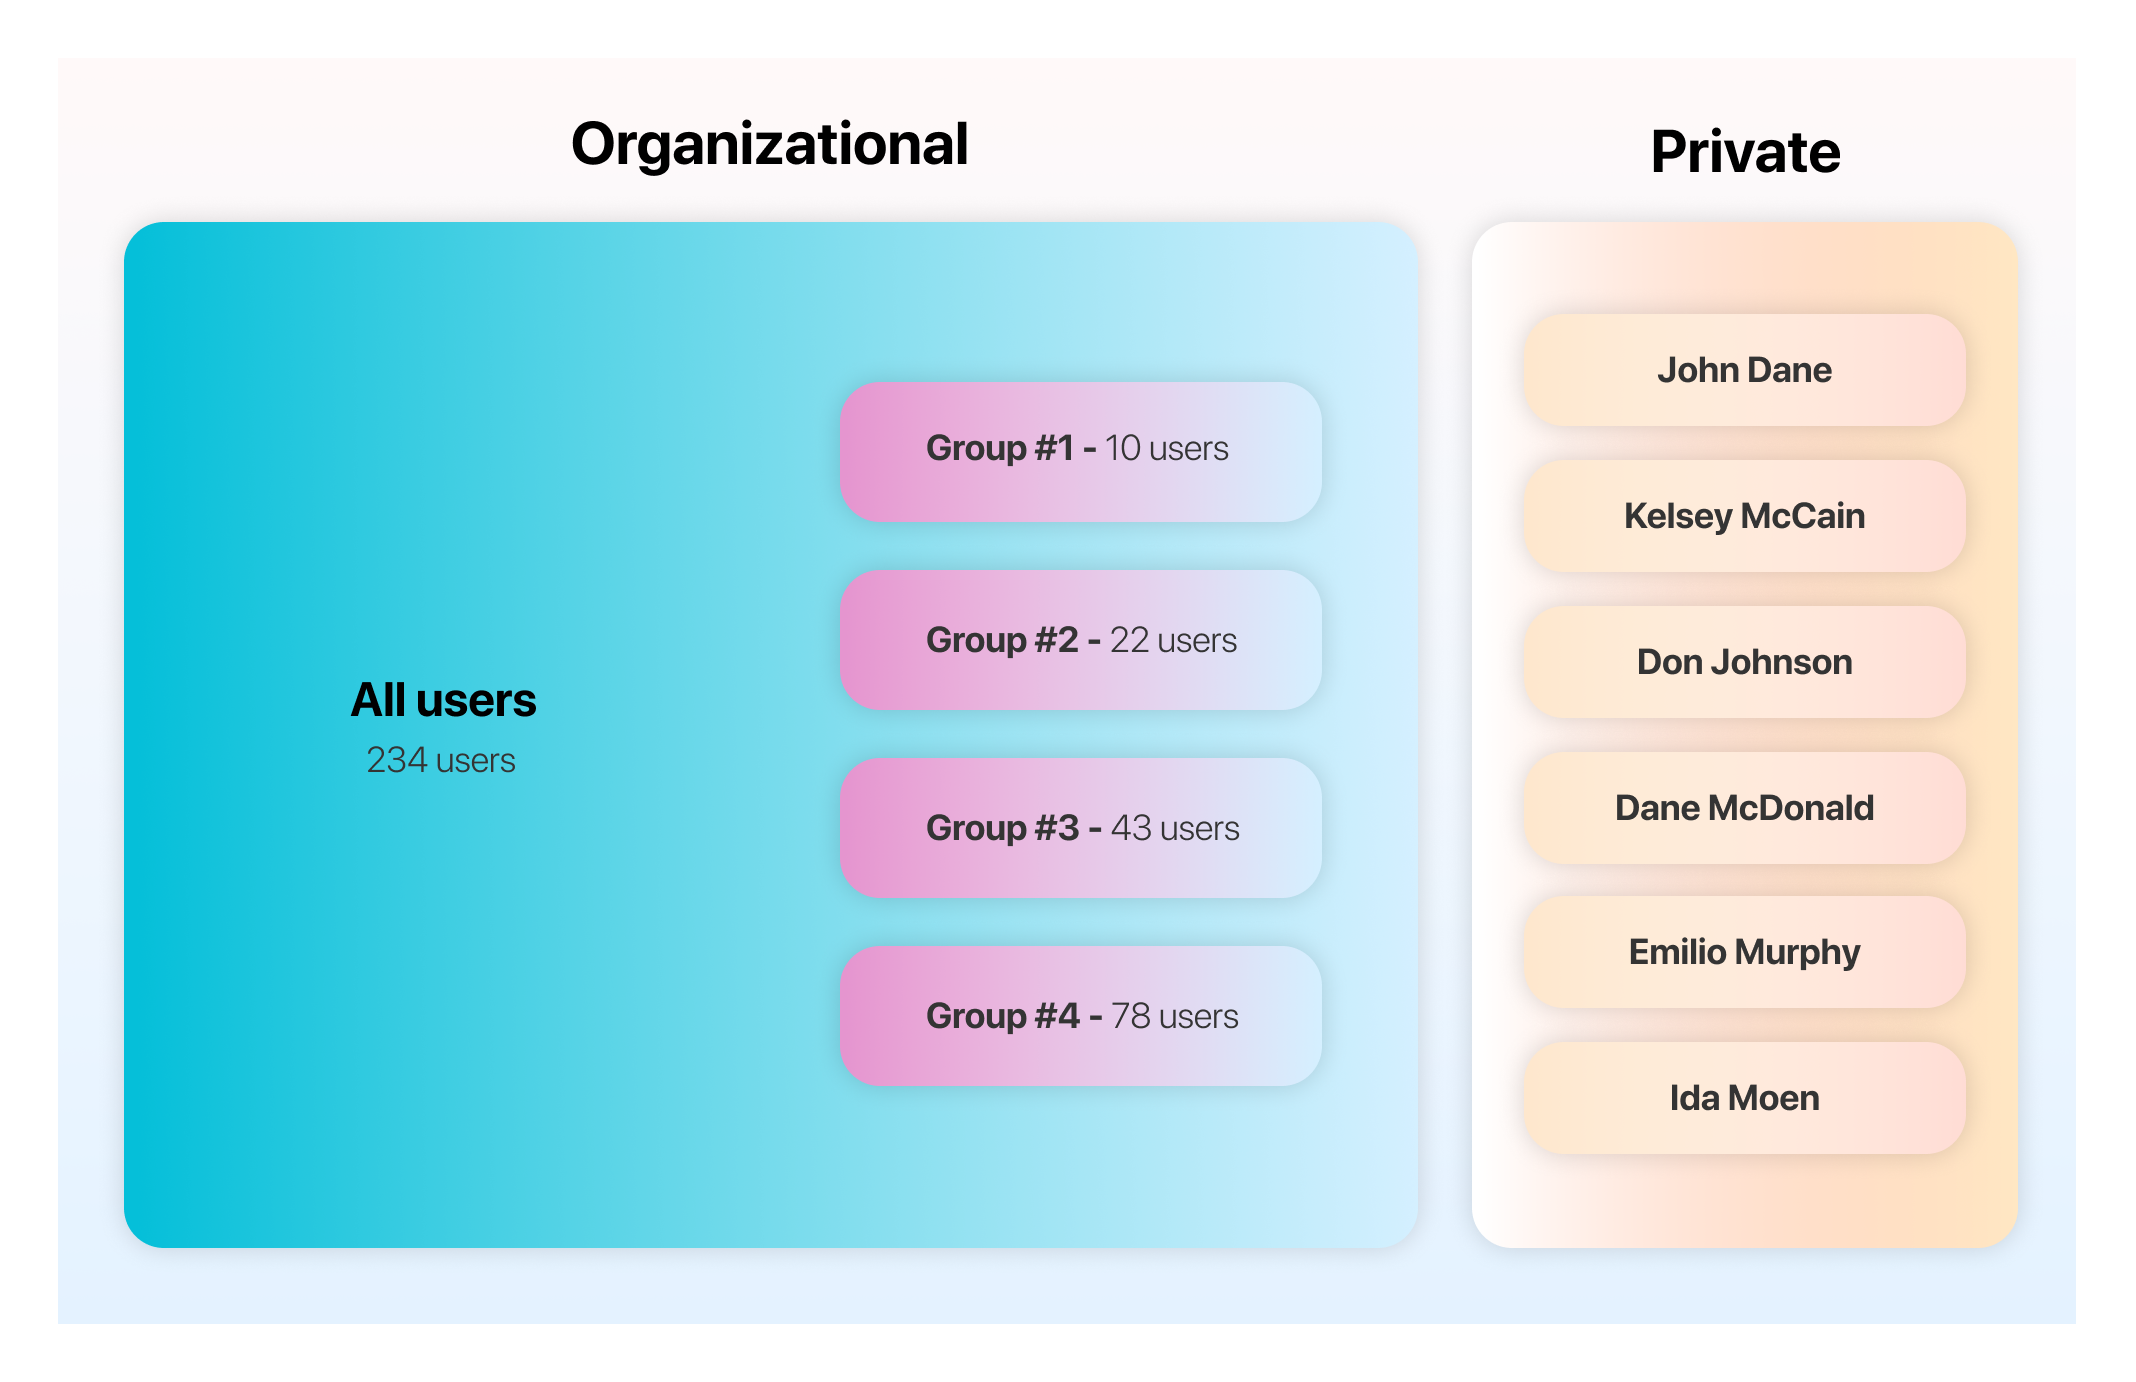 Organizational
Private
All users
234 users
Group #1 - 10 users
Group #2 - 22 users
Group #3 - 43 users
Group #4 - 78 users
John Dane
Kelsey McCain
Don Johnson
Dane McDonald
Emilio Murphy
Ida Moen